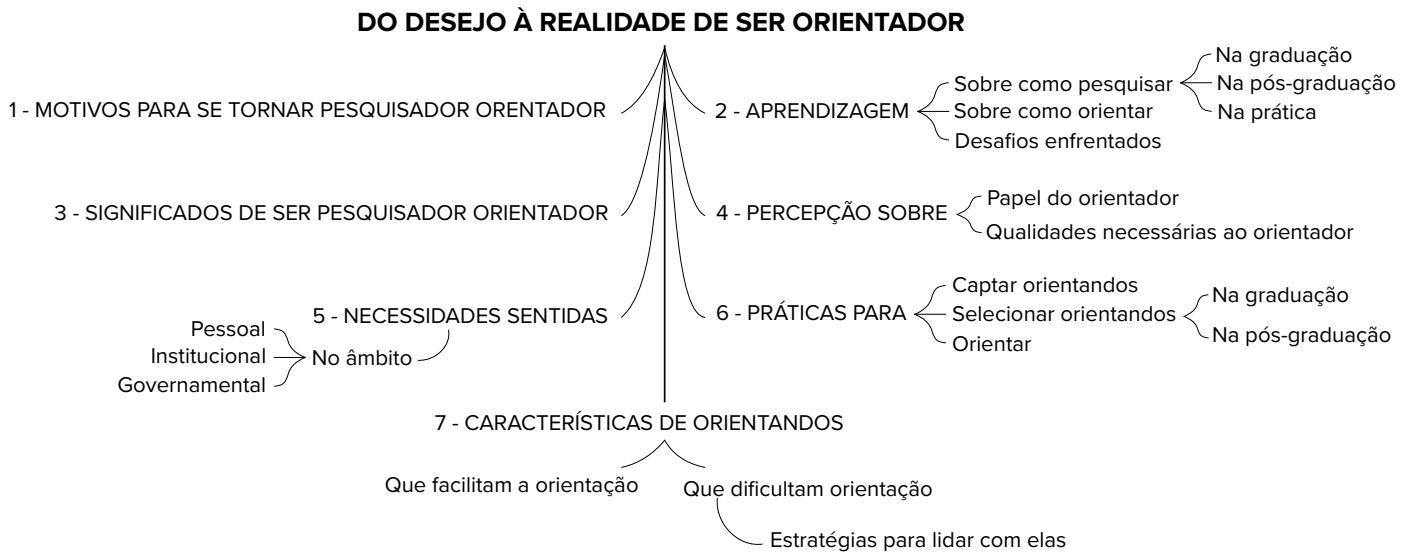 DO DESEJO À REALIDADE DE SER ORIENTADOR
1 - MOTIVOS PARA SE TORNAR PESQUISADOR ORENTADOR
2 - APRENDIZAGEM
Sobre como pesquisar
Na graduação
Na pós-graduação
Na prática
Sobre como orientar
Desafios enfrentados
3 - SIGNIFICADOS DE SER PESQUISADOR ORIENTADOR
4 - PERCEPÇÃO SOBRE
Papel do orientador
Qualidades necessárias ao orientador
5 - NECESSIDADES SENTIDAS
No âmbito
Pessoal
Institucional
Governamental
6 - PRÁTICAS PARA
Captar orientandos
Selecionar orientandos
Na graduação
Na pós-graduação
Orientar
7 - CARACTERÍSTICAS DE ORIENTANDOS
Que facilitam a orientação
Que dificultam orientação
Estratégias para lidar com elas